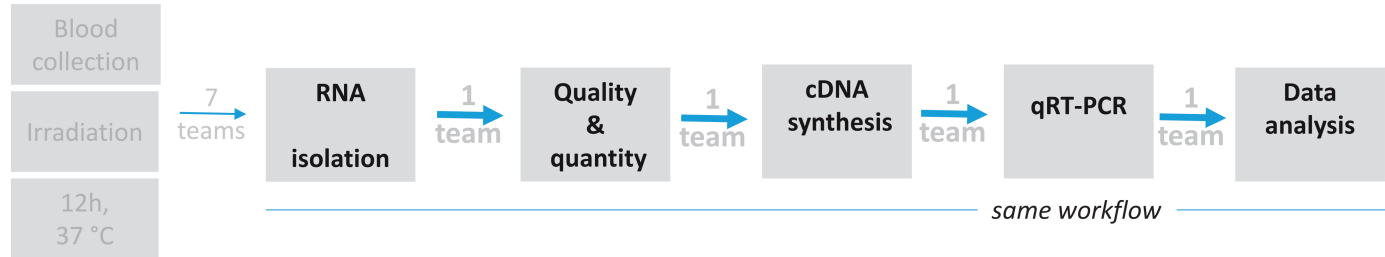 Blood
collection
Irradiation
12h,
37 °C
7
teams
RNA
isolation
1
team
Quality
&
quantity
1
team
cDNA
synthesis
1
team
qRT-PCR
1
team
Data
analysis
same workflow